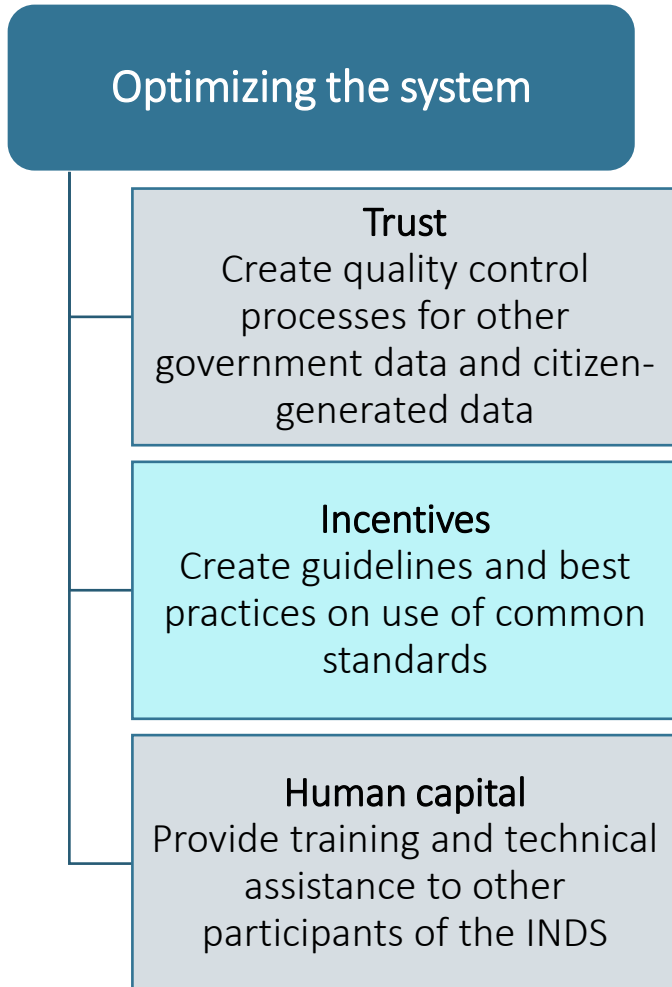 Optimizing the system
Trust
Create quality control
processes for other
government data and citizen-
generated data
Incentives
Create guidelines and best
practices on use of common
standards
Human capital
Provide training and technical
assistance to other
participants of the INDS